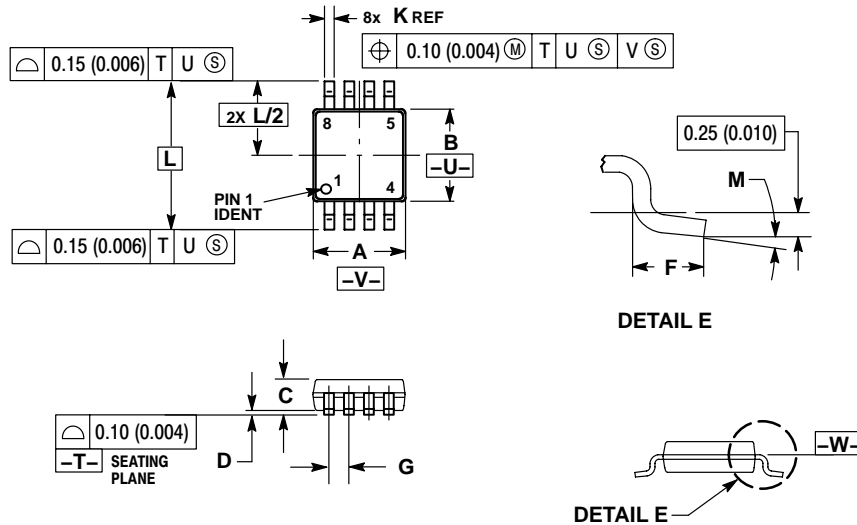 8x K REF
0.15 (0.006) T U Ⓢ
0.10 (0.004) Ⓜ T U Ⓢ V Ⓢ
2X L/2
8 5
B
–U–
L
1 4
PIN 1
IDENT
0.15 (0.006) T U Ⓢ
A
–V–
0.25 (0.010)
M
F
DETAIL E
C
0.10 (0.004)
–T– SEATING
PLANE
D
G
–W–
DETAIL E